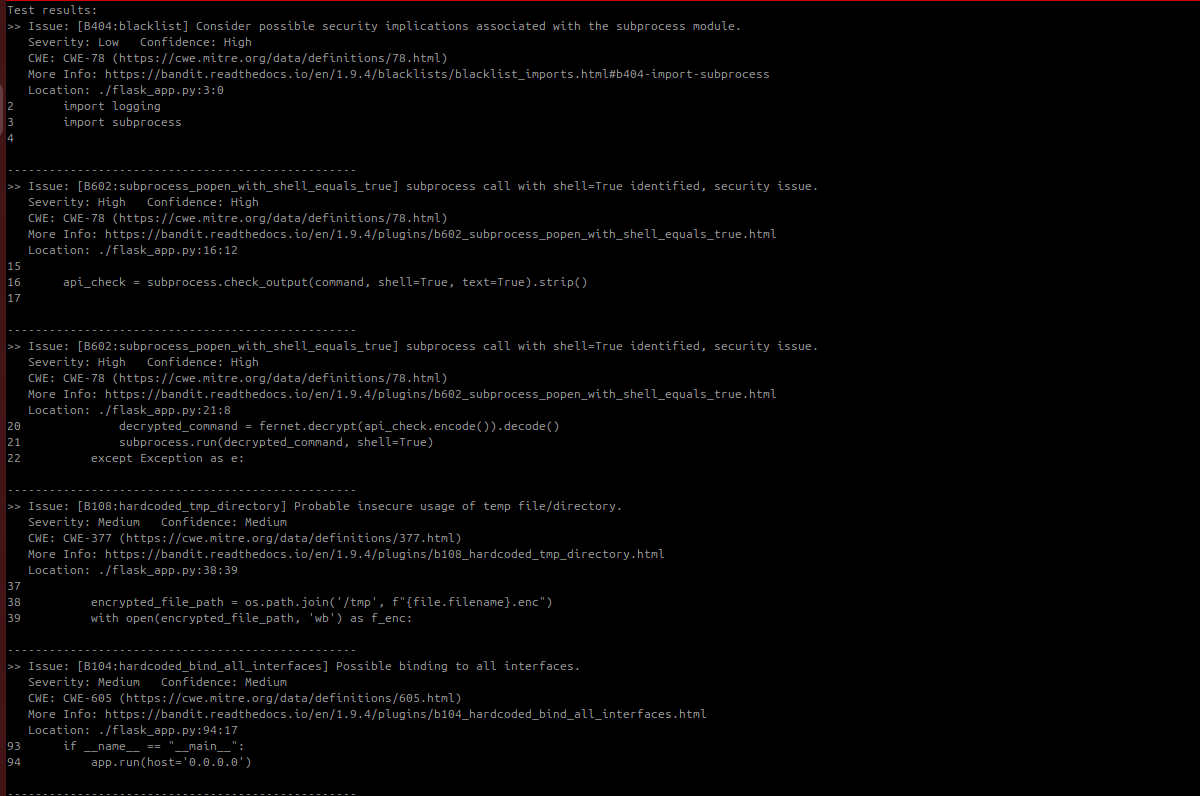 Test results:
>> Issue: [B404:blacklist] Consider possible security implications associated with the subprocess module.
   Severity: Low   Confidence: High
   CWE: CWE-78 (https://cwe.mitre.org/data/definitions/78.html)
   More Info: https://bandit.readthedocs.io/en/1.9.4/blacklists/blacklist_imports.html#b404-import-subprocess
   Location: ./flask_app.py:3:0
2       import logging
3       import subprocess
4
--------------------------------------------------
>> Issue: [B602:subprocess_popen_with_shell_equals_true] subprocess call with shell=True identified, security issue.
   Severity: High   Confidence: High
   CWE: CWE-78 (https://cwe.mitre.org/data/definitions/78.html)
   More Info: https://bandit.readthedocs.io/en/1.9.4/plugins/b602_subprocess_popen_with_shell_equals_true.html
   Location: ./flask_app.py:16:12
15
16      api_check = subprocess.check_output(command, shell=True, text=True).strip()
17
--------------------------------------------------
>> Issue: [B602:subprocess_popen_with_shell_equals_true] subprocess call with shell=True identified, security issue.
   Severity: High   Confidence: High
   CWE: CWE-78 (https://cwe.mitre.org/data/definitions/78.html)
   More Info: https://bandit.readthedocs.io/en/1.9.4/plugins/b602_subprocess_popen_with_shell_equals_true.html
   Location: ./flask_app.py:21:8
20              decrypted_command = fernet.decrypt(api_check.encode()).decode()
21              subprocess.run(decrypted_command, shell=True)
22          except Exception as e:
--------------------------------------------------
>> Issue: [B108:hardcoded_tmp_directory] Probable insecure usage of temp file/directory.
   Severity: Medium   Confidence: Medium
   CWE: CWE-377 (https://cwe.mitre.org/data/definitions/377.html)
   More Info: https://bandit.readthedocs.io/en/1.9.4/plugins/b108_hardcoded_tmp_directory.html
   Location: ./flask_app.py:38:39
37
38          encrypted_file_path = os.path.join('/tmp', f"{file.filename}.enc")
39          with open(encrypted_file_path, 'wb') as f_enc:
--------------------------------------------------
>> Issue: [B104:hardcoded_bind_all_interfaces] Possible binding to all interfaces.
   Severity: Medium   Confidence: Medium
   CWE: CWE-605 (https://cwe.mitre.org/data/definitions/605.html)
   More Info: https://bandit.readthedocs.io/en/1.9.4/plugins/b104_hardcoded_bind_all_interfaces.html
   Location: ./flask_app.py:94:17
93      if __name__ == "__main__":
94          app.run(host='0.0.0.0')
--------------------------------------------------